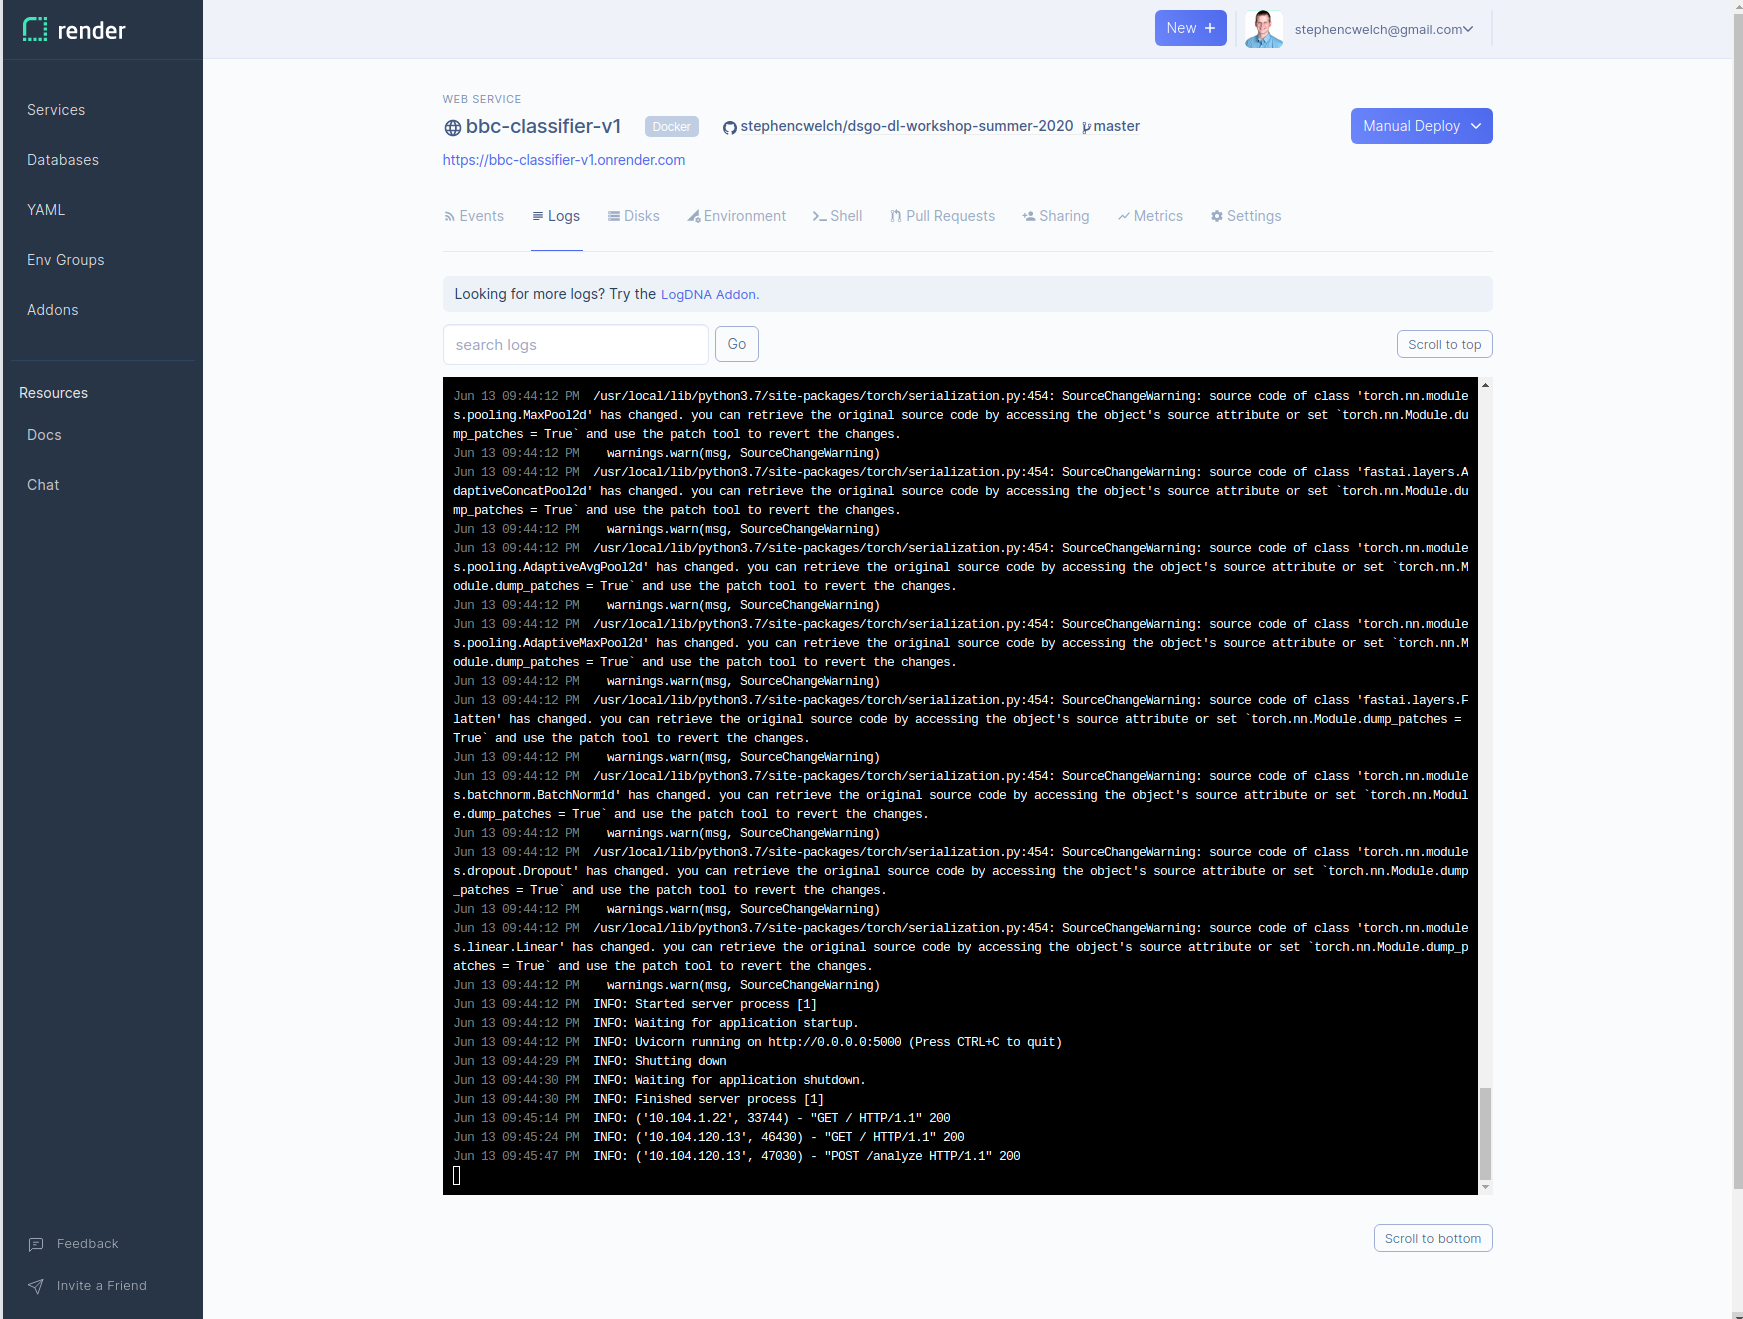 render
New +
stephencwelch@gmail.com
Services
Databases
YAML
Env Groups
Addons
Resources
Docs
Chat
Feedback
Invite a Friend
WEB SERVICE
bbc-classifier-v1 Docker stephencwelch/dsgo-dl-workshop-summer-2020 master
Manual Deploy
https://bbc-classifier-v1.onrender.com
Events Logs Disks Environment Shell Pull Requests Sharing Metrics Settings
Looking for more logs? Try the LogDNA Addon.
search logs Go Scroll to top
Jun 13 09:44:12 PM /usr/local/lib/python3.7/site-packages/torch/serialization.py:454: SourceChangeWarning: source code of class 'torch.nn.module
s.pooling.MaxPool2d' has changed. you can retrieve the original source code by accessing the object's source attribute or set `torch.nn.Module.du
mp_patches = True` and use the patch tool to revert the changes.
Jun 13 09:44:12 PM warnings.warn(msg, SourceChangeWarning)
Jun 13 09:44:12 PM /usr/local/lib/python3.7/site-packages/torch/serialization.py:454: SourceChangeWarning: source code of class 'fastai.layers.A
daptiveConcatPool2d' has changed. you can retrieve the original source code by accessing the object's source attribute or set `torch.nn.Module.du
mp_patches = True` and use the patch tool to revert the changes.
Jun 13 09:44:12 PM warnings.warn(msg, SourceChangeWarning)
Jun 13 09:44:12 PM /usr/local/lib/python3.7/site-packages/torch/serialization.py:454: SourceChangeWarning: source code of class 'torch.nn.module
s.pooling.AdaptiveAvgPool2d' has changed. you can retrieve the original source code by accessing the object's source attribute or set `torch.nn.M
odule.dump_patches = True` and use the patch tool to revert the changes.
Jun 13 09:44:12 PM warnings.warn(msg, SourceChangeWarning)
Jun 13 09:44:12 PM /usr/local/lib/python3.7/site-packages/torch/serialization.py:454: SourceChangeWarning: source code of class 'torch.nn.module
s.pooling.AdaptiveMaxPool2d' has changed. you can retrieve the original source code by accessing the object's source attribute or set `torch.nn.M
odule.dump_patches = True` and use the patch tool to revert the changes.
Jun 13 09:44:12 PM warnings.warn(msg, SourceChangeWarning)
Jun 13 09:44:12 PM /usr/local/lib/python3.7/site-packages/torch/serialization.py:454: SourceChangeWarning: source code of class 'fastai.layers.F
latten' has changed. you can retrieve the original source code by accessing the object's source attribute or set `torch.nn.Module.dump_patches =
True` and use the patch tool to revert the changes.
Jun 13 09:44:12 PM warnings.warn(msg, SourceChangeWarning)
Jun 13 09:44:12 PM /usr/local/lib/python3.7/site-packages/torch/serialization.py:454: SourceChangeWarning: source code of class 'torch.nn.module
s.batchnorm.BatchNorm1d' has changed. you can retrieve the original source code by accessing the object's source attribute or set `torch.nn.Modul
e.dump_patches = True` and use the patch tool to revert the changes.
Jun 13 09:44:12 PM warnings.warn(msg, SourceChangeWarning)
Jun 13 09:44:12 PM /usr/local/lib/python3.7/site-packages/torch/serialization.py:454: SourceChangeWarning: source code of class 'torch.nn.module
s.dropout.Dropout' has changed. you can retrieve the original source code by accessing the object's source attribute or set `torch.nn.Module.dump
_patches = True` and use the patch tool to revert the changes.
Jun 13 09:44:12 PM warnings.warn(msg, SourceChangeWarning)
Jun 13 09:44:12 PM /usr/local/lib/python3.7/site-packages/torch/serialization.py:454: SourceChangeWarning: source code of class 'torch.nn.module
s.linear.Linear' has changed. you can retrieve the original source code by accessing the object's source attribute or set `torch.nn.Module.dump_p
atches = True` and use the patch tool to revert the changes.
Jun 13 09:44:12 PM warnings.warn(msg, SourceChangeWarning)
Jun 13 09:44:12 PM INFO: Started server process [1]
Jun 13 09:44:12 PM INFO: Waiting for application startup.
Jun 13 09:44:12 PM INFO: Uvicorn running on http://0.0.0.0:5000 (Press CTRL+C to quit)
Jun 13 09:44:29 PM INFO: Shutting down
Jun 13 09:44:30 PM INFO: Waiting for application shutdown.
Jun 13 09:44:30 PM INFO: Finished server process [1]
Jun 13 09:45:14 PM INFO: ('10.104.1.22', 33744) - "GET / HTTP/1.1" 200
Jun 13 09:45:24 PM INFO: ('10.104.120.13', 46430) - "GET / HTTP/1.1" 200
Jun 13 09:45:47 PM INFO: ('10.104.120.13', 47030) - "POST /analyze HTTP/1.1" 200
Scroll to bottom